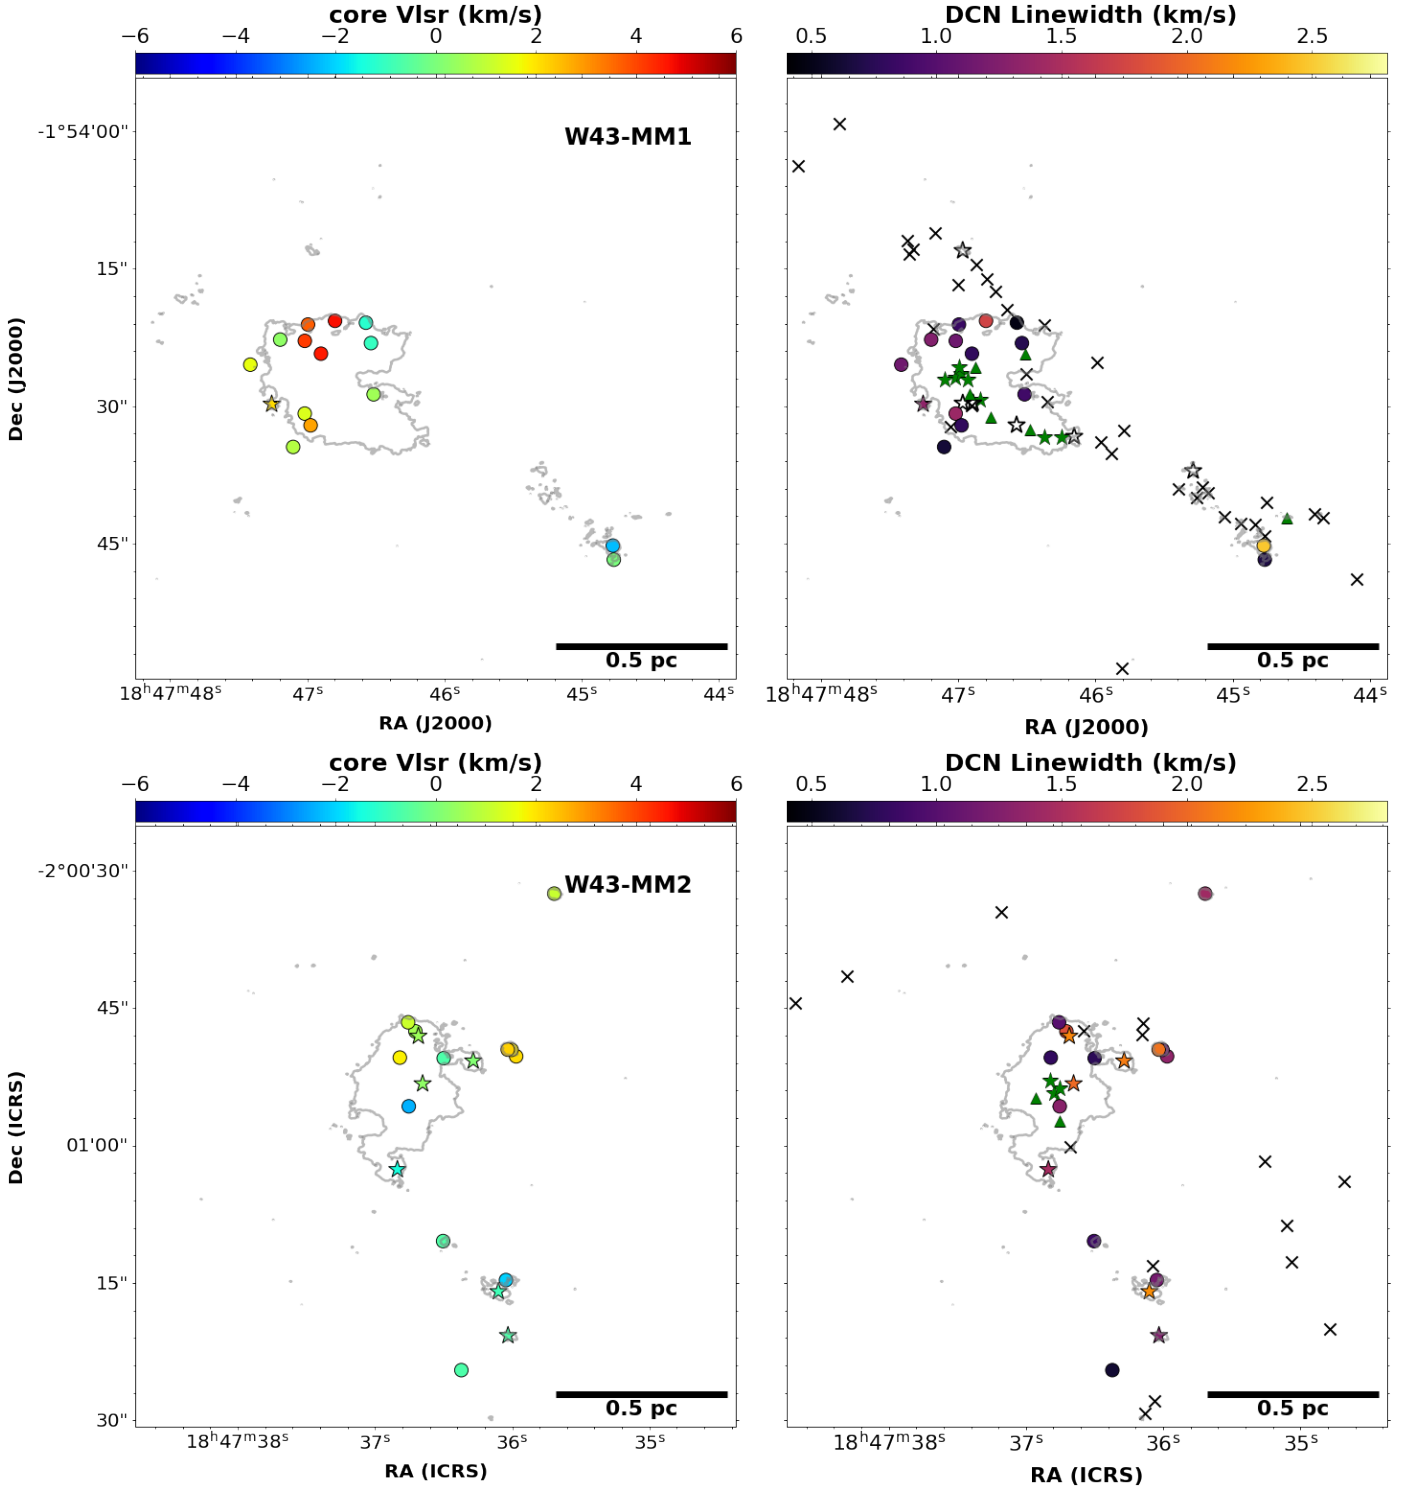 core Vlsr (km/s)
−6 −4 −2 0 2 4 6
W43-MM1
-1°54'00"
15"
30"
45"
Dec (J2000)
0.5 pc
18ʰ47ᵐ48ˢ 47ˢ 46ˢ 45ˢ 44ˢ
RA (J2000)
DCN Linewidth (km/s)
0.5 1.0 1.5 2.0 2.5
0.5 pc
18ʰ47ᵐ48ˢ 47ˢ 46ˢ 45ˢ 44ˢ
RA (J2000)
core Vlsr (km/s)
−6 −4 −2 0 2 4 6
W43-MM2
-2°00'30"
45"
01'00"
15"
30"
Dec (ICRS)
0.5 pc
18ʰ47ᵐ38ˢ 37ˢ 36ˢ 35ˢ
RA (ICRS)
DCN Linewidth (km/s)
0.5 1.0 1.5 2.0 2.5
0.5 pc
18ʰ47ᵐ38ˢ 37ˢ 36ˢ 35ˢ
RA (ICRS)